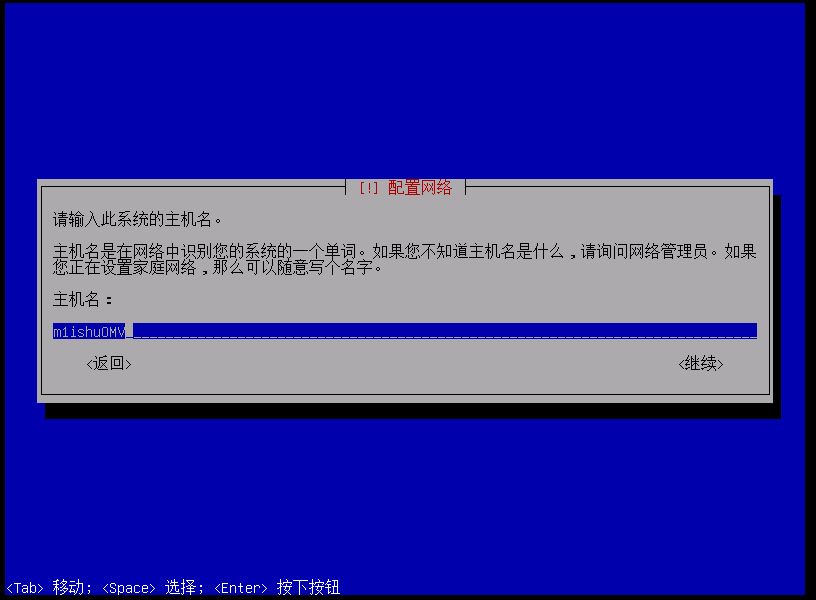 [!] 配置网络
请输入此系统的主机名。
主机名是在网络中识别您的系统的一个单词。如果您不知道主机名是什么,请询问网络管理员。如果
您正在设置家庭网络,那么可以随意写个名字。
主机名:
m1ishuOMV
<返回> <继续>
<Tab> 移动; <Space> 选择; <Enter> 按下按钮